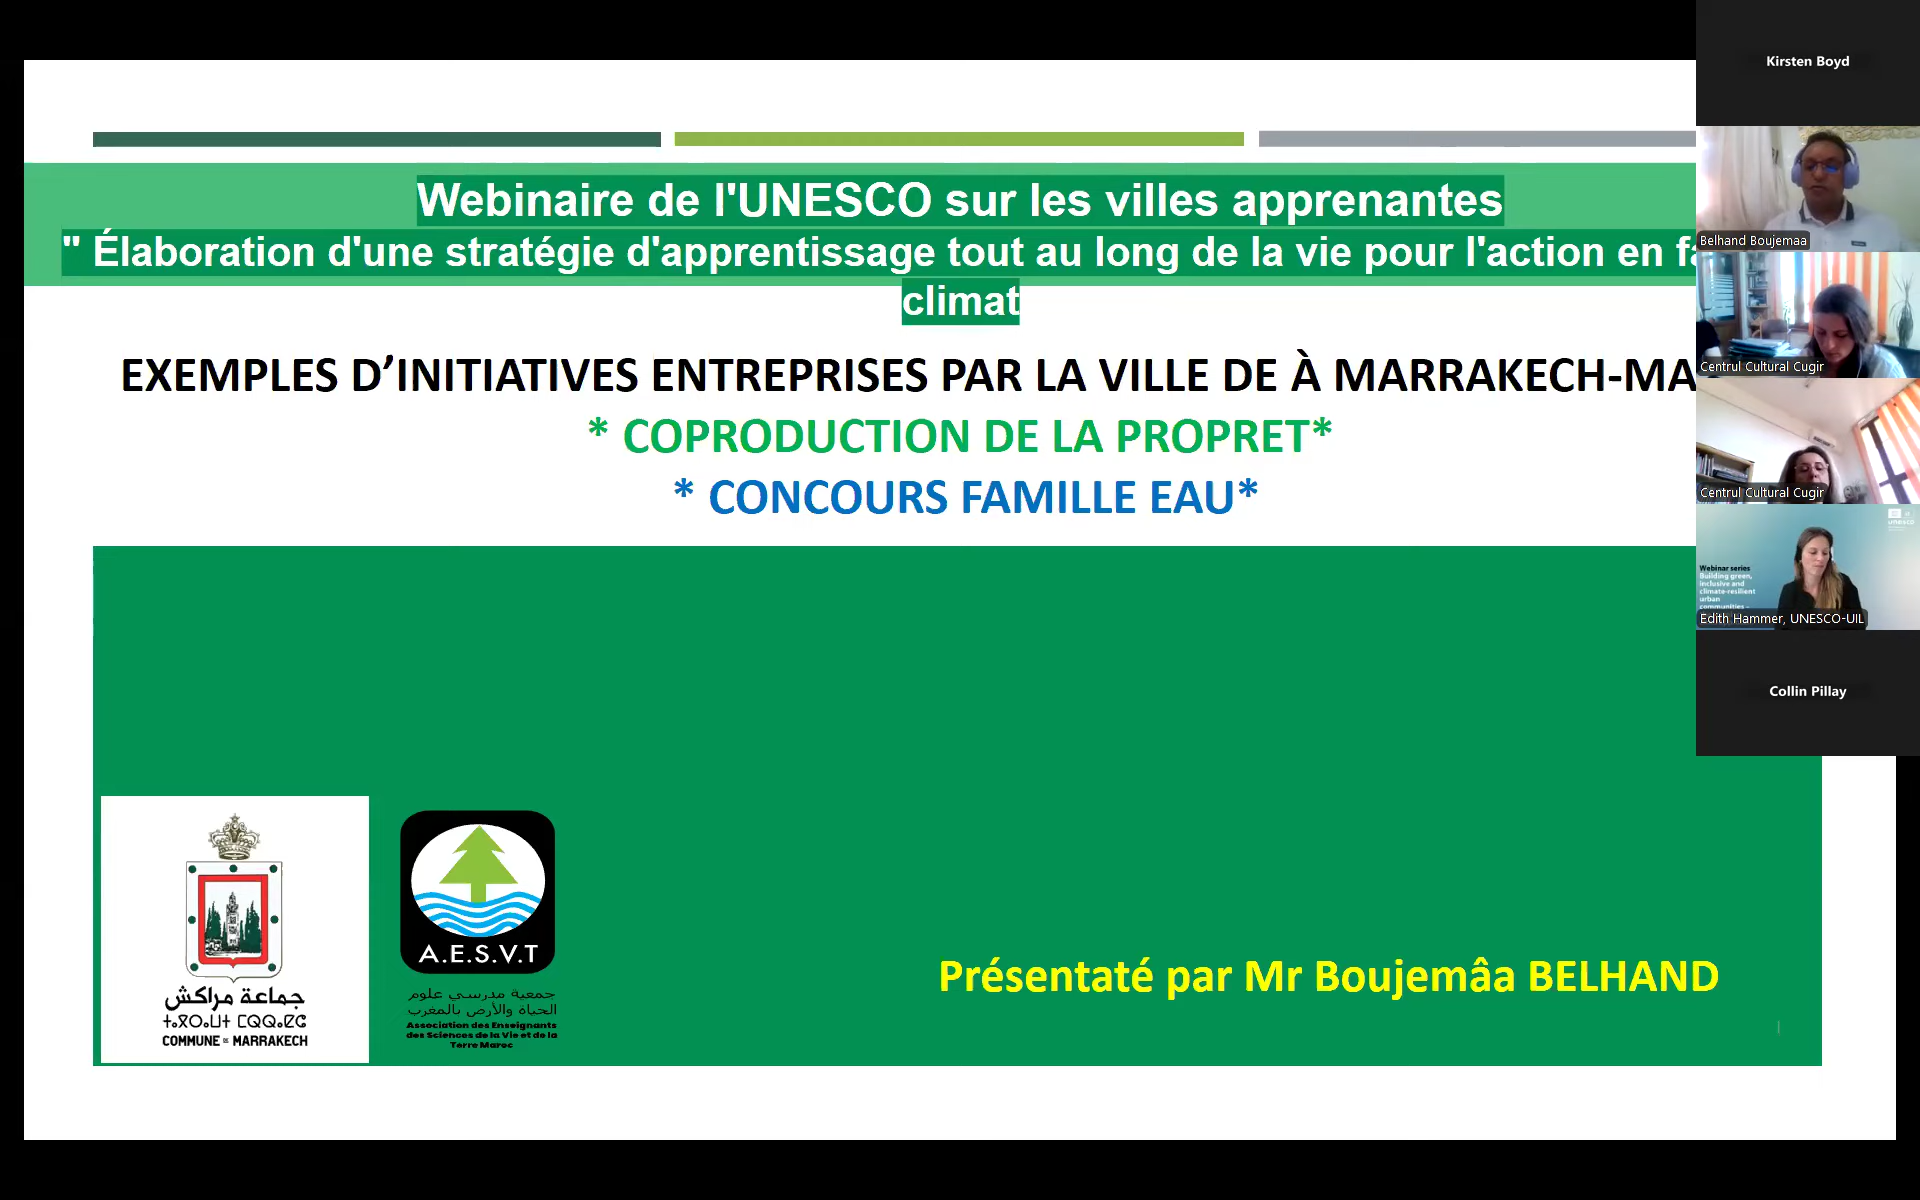 Webinaire de l'UNESCO sur les villes apprenantes
" Élaboration d'une stratégie d'apprentissage tout au long de la vie pour l'action en fa
climat
EXEMPLES D’INITIATIVES ENTREPRISES PAR LA VILLE DE À MARRAKECH-MA
* COPRODUCTION DE LA PROPRET*
* CONCOURS FAMILLE EAU*
جماعة مراكش
ⵜⴰⴳⵔⴰⵡⵜ ⵎⵕⵕⴰⴽⵛ
COMMUNE DE MARRAKECH
A.E.S.V.T
جمعية مدرسي علوم
الحياة والأرض بالمغرب
Association des Enseignants
des Sciences de la Vie et de la
Terre Maroc
Présentaté par Mr Boujemâa BELHAND
Kirsten Boyd
Belhand Boujemaa
Centrul Cultural Cugir
Centrul Cultural Cugir
unesco
Webinar series
Building green,
inclusive and
climate-resilient
urban
communities
Edith Hammer, UNESCO-UIL
Collin Pillay